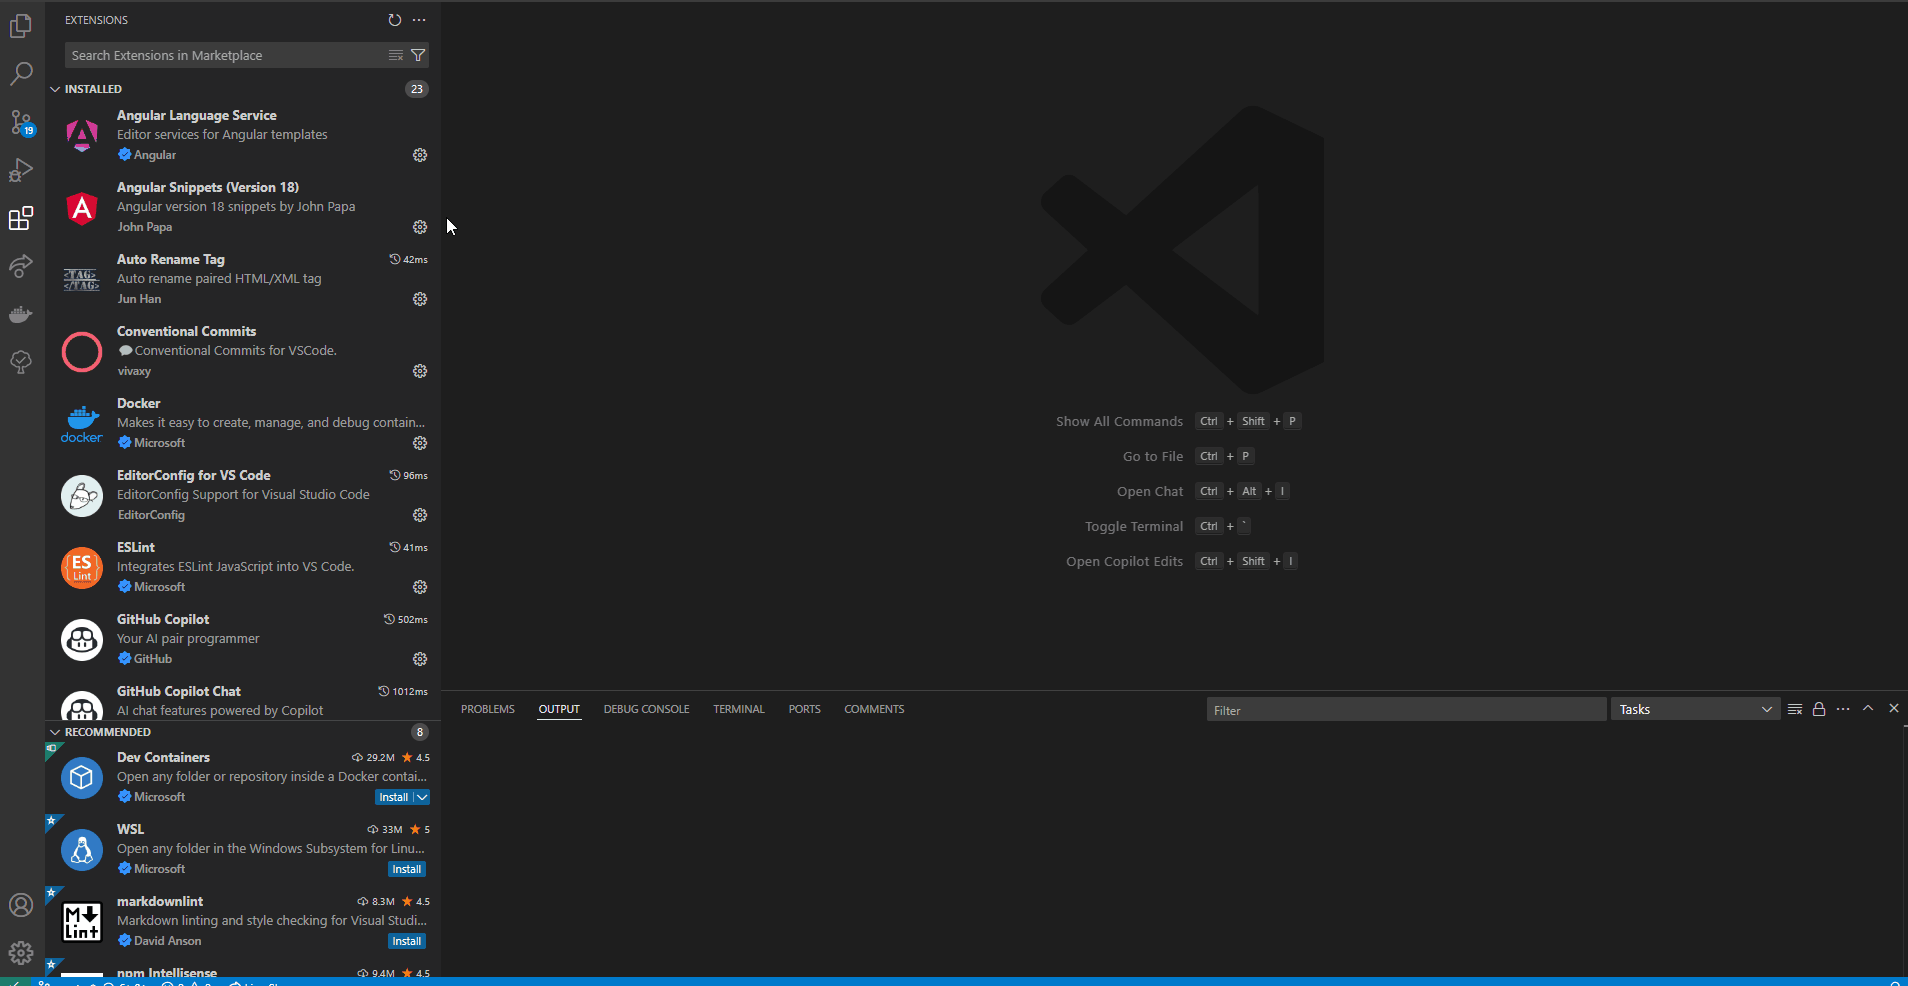 EXTENSIONS
Search Extensions in Marketplace
INSTALLED 23
Angular Language Service
Editor services for Angular templates
Angular
Angular Snippets (Version 18)
Angular version 18 snippets by John Papa
John Papa
Auto Rename Tag 42ms
<TAG>
</TAG>
Auto rename paired HTML/XML tag
Jun Han
Conventional Commits
Conventional Commits for VSCode.
vivaxy
Docker
Makes it easy to create, manage, and debug contain...
docker
Microsoft
EditorConfig for VS Code 96ms
EditorConfig Support for Visual Studio Code
EditorConfig
ESLint 41ms
ES
Lint
Integrates ESLint JavaScript into VS Code.
Microsoft
GitHub Copilot 502ms
Your AI pair programmer
GitHub
GitHub Copilot Chat 1012ms
AI chat features powered by Copilot
RECOMMENDED 8
Dev Containers 29.2M 4.5
Open any folder or repository inside a Docker contai...
Microsoft Install
WSL 33M 5
Open any folder in the Windows Subsystem for Linu...
Microsoft Install
markdownlint 8.3M 4.5
M
Lint
Markdown linting and style checking for Visual Studi...
David Anson Install
npm Intellisense 9.4M 4.5
19
A
Show All Commands Ctrl + Shift + P
Go to File Ctrl + P
Open Chat Ctrl + Alt + I
Toggle Terminal Ctrl + `
Open Copilot Edits Ctrl + Shift + I
PROBLEMS OUTPUT DEBUG CONSOLE TERMINAL PORTS COMMENTS Filter Tasks